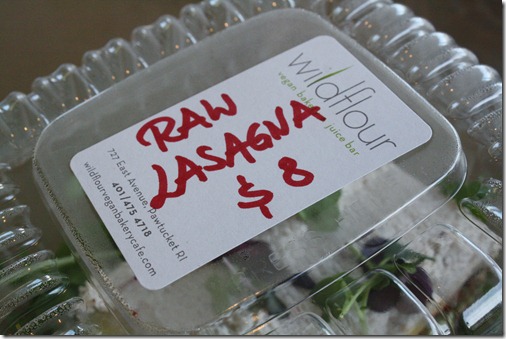 wildflour
vegan bakery juice bar
RAW
LASAGNA
$8
727 East Avenue, Pawtucket RI
401/475 4718
wildflourveganbakerycafe.com